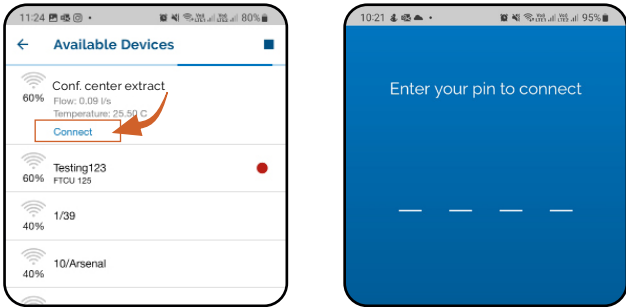 11:24
80%
Available Devices
Conf. center extract
60%
Flow: 0.09 l/s
Temperature: 25.50 C
Connect
Testing123
60%
FTCU 125
1/39
40%
10/Arsenal
40%
10:21
95%
Enter your pin to connect